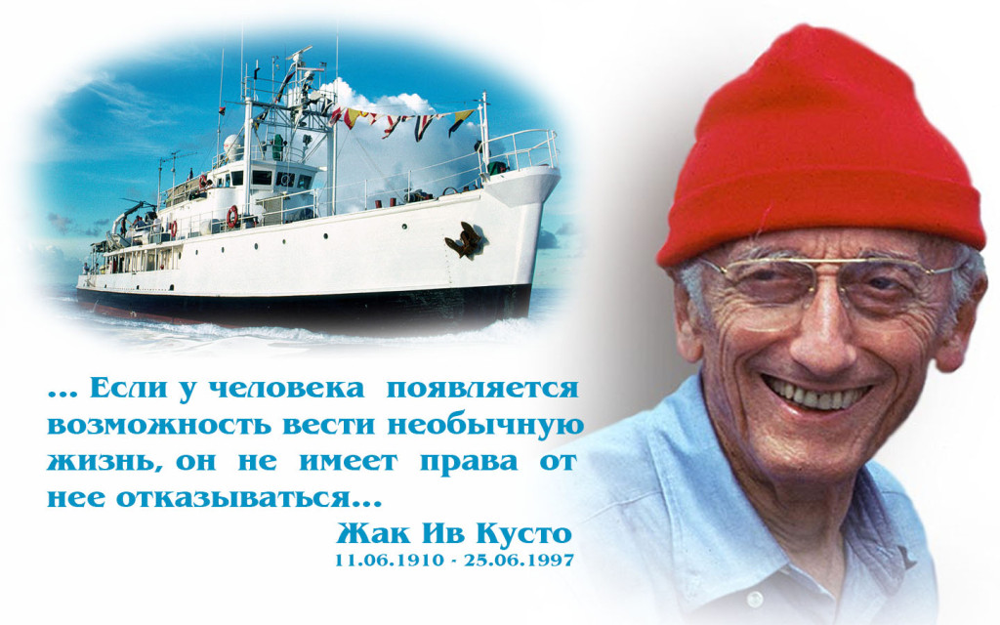 ... Если у человека появляется
возможность вести необычную
жизнь, он не имеет права от
нее отказываться...
Жак Ив Кусто
11.06.1910 - 25.06.1997